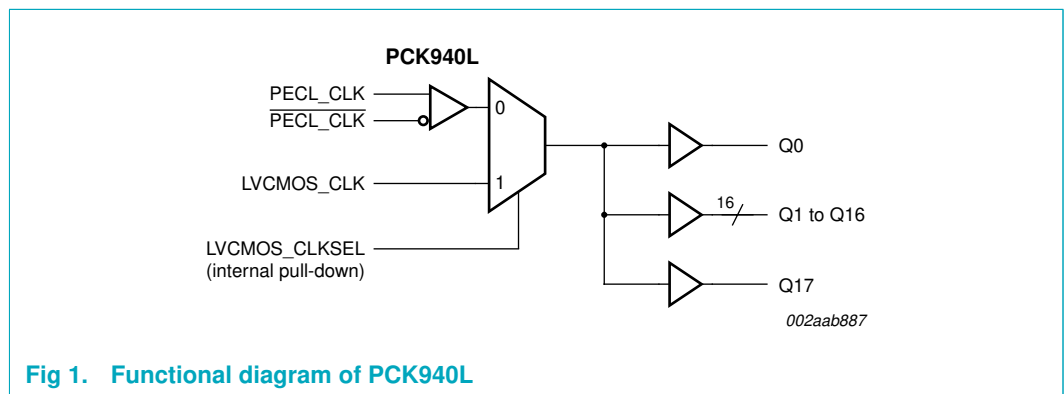 PCK940L
PECL_CLK
PECL_CLK
0
LVCMOS_CLK
1
LVCMOS_CLKSEL
(internal pull-down)
Q0
16
Q1 to Q16
Q17
002aab887
Fig 1. Functional diagram of PCK940L